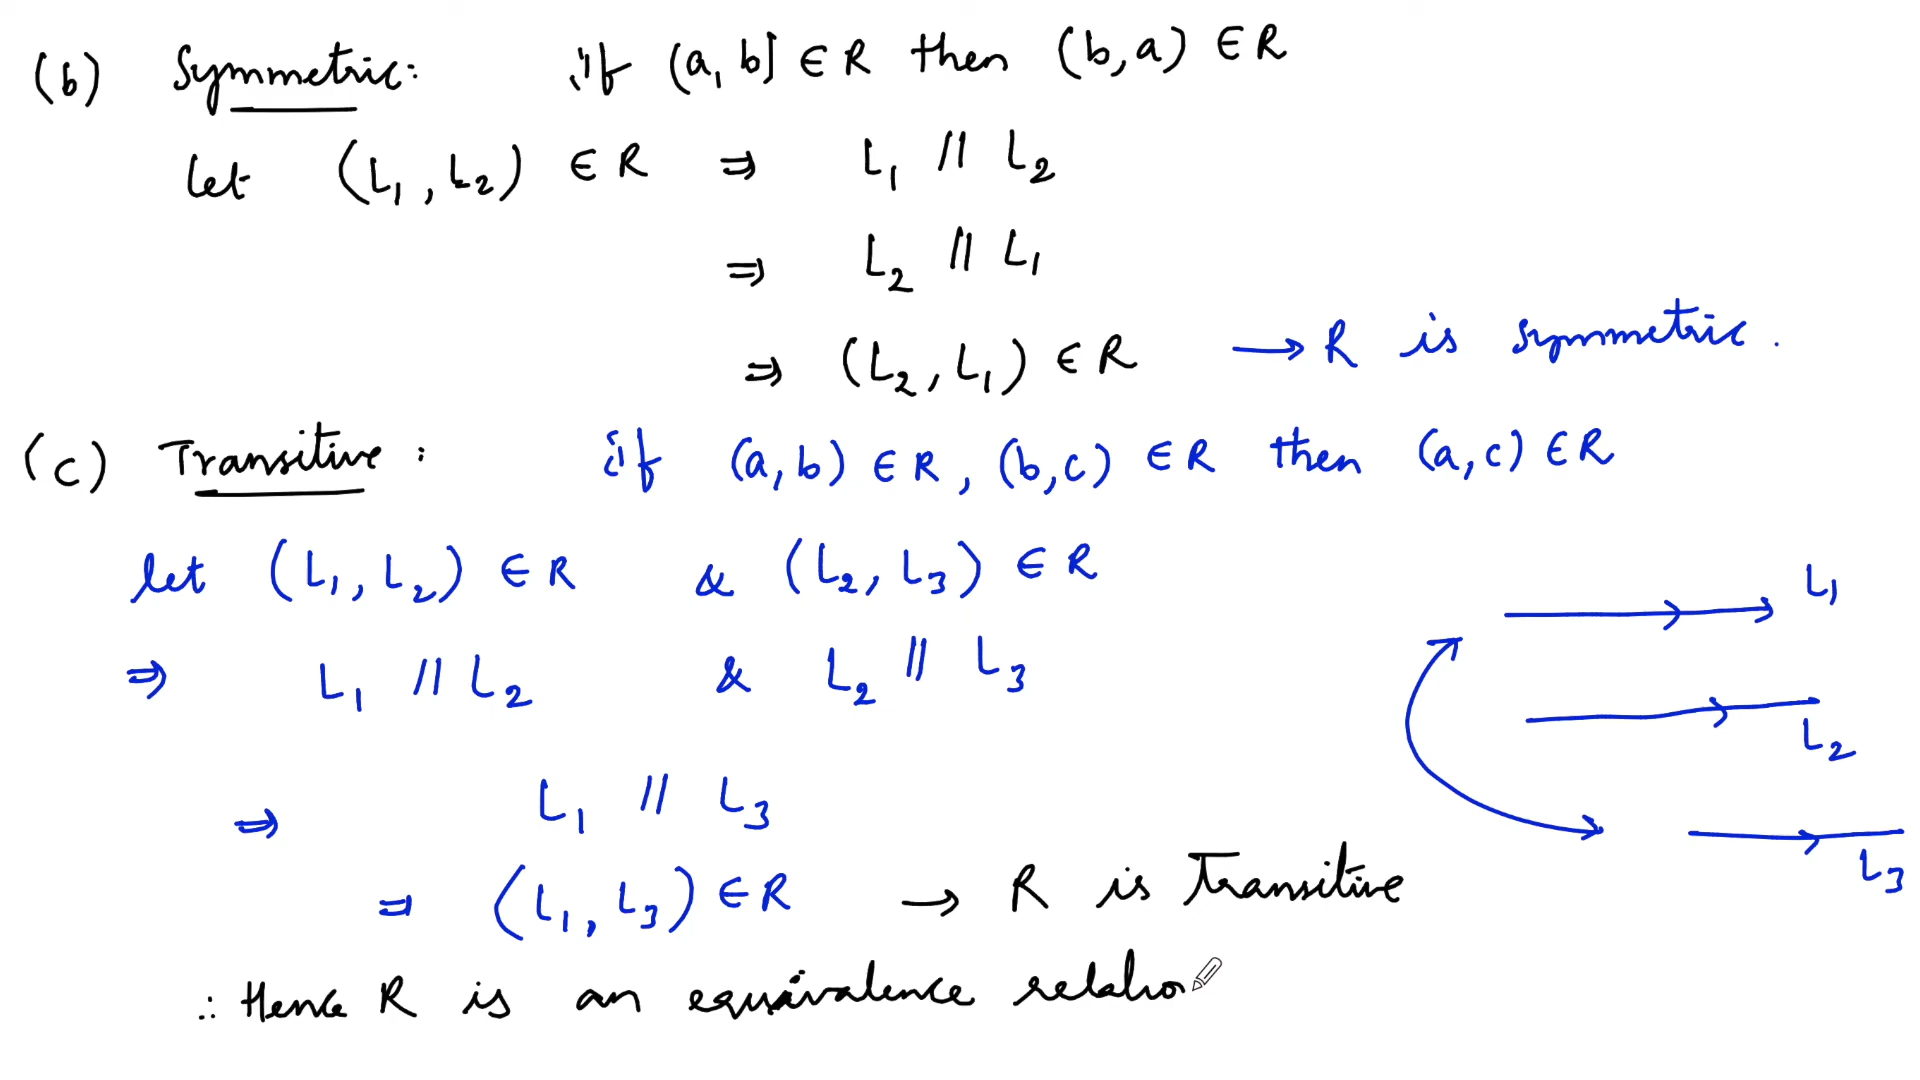 (b) Symmetric: if (a, b] ∈ R then (b, a) ∈ R
let (L₁, L₂) ∈ R ⇒ L₁ // L₂
⇒ L₂ // L₁
⇒ (L₂, L₁) ∈ R → R is symmetric.
(c) Transitive: if (a, b) ∈ R, (b, c) ∈ R then (a, c) ∈ R
let (L₁, L₂) ∈ R & (L₂, L₃) ∈ R
⇒ L₁ // L₂ & L₂ // L₃
⇒ L₁ // L₃
⇒ (L₁, L₃) ∈ R → R is Transitive
∴ Hence R is an equivalence relatio
L₁
L₂
L₃